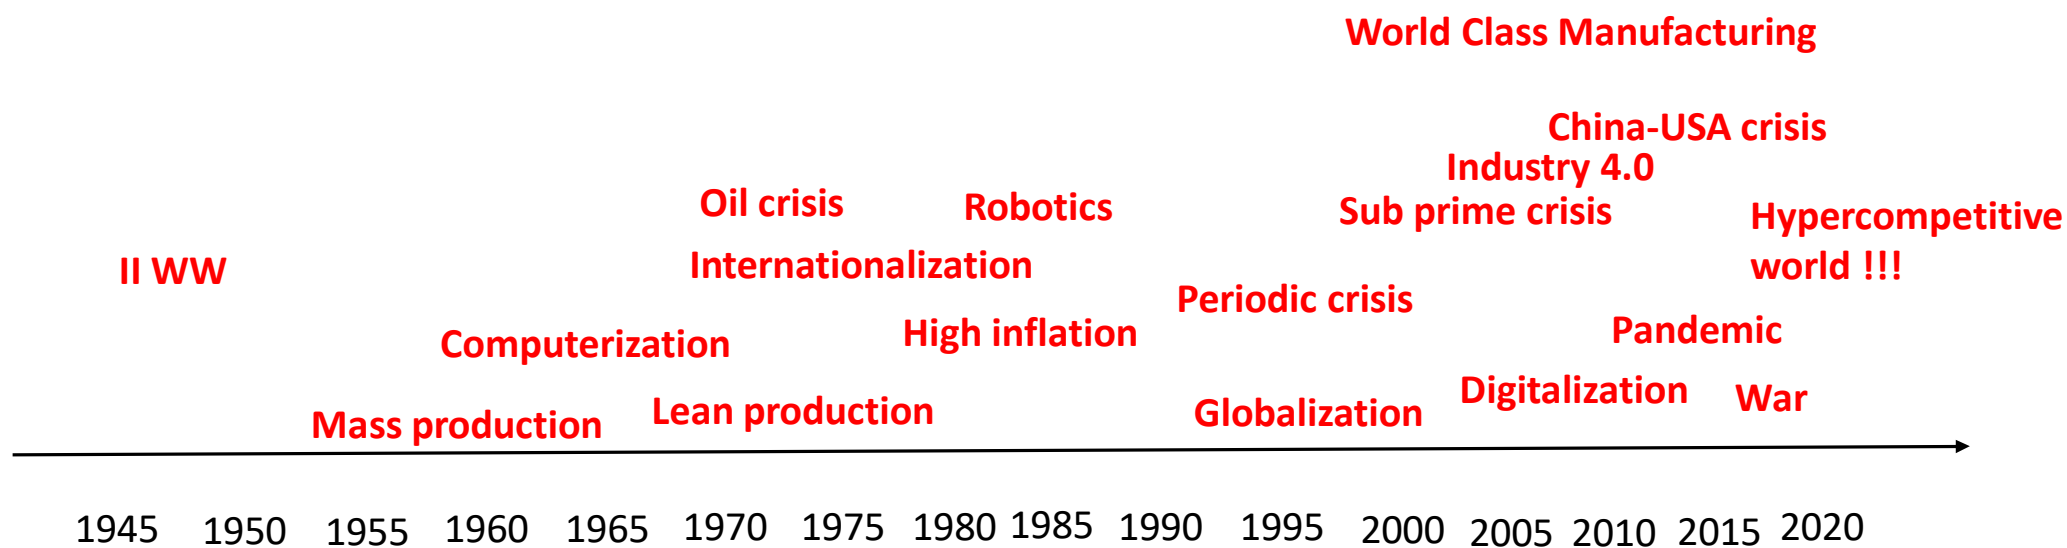 World Class Manufacturing
China-USA crisis
Industry 4.0
Oil crisis
Robotics
Sub prime crisis
Hypercompetitive
world !!!
II WW
Internationalization
Periodic crisis
Computerization
High inflation
Pandemic
Mass production
Lean production
Globalization
Digitalization
War
1945 1950 1955 1960 1965 1970 1975 1980 1985 1990 1995 2000 2005 2010 2015 2020